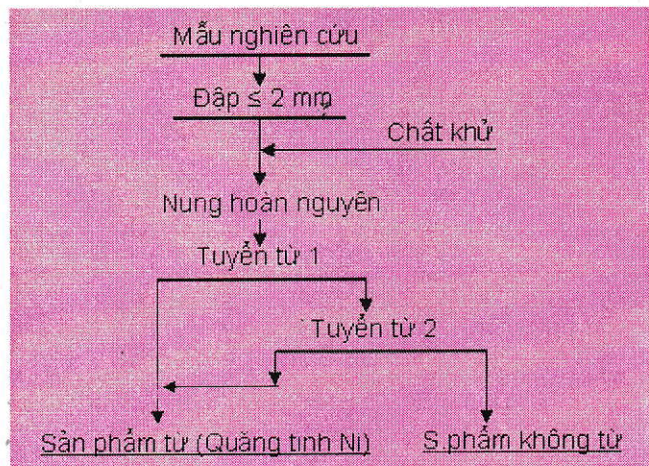 Mẫu nghiên cứu
Đập ≤ 2 mm
Chất khử
Nung hoàn nguyên
Tuyển từ 1
Tuyển từ 2
Sản phẩm từ (Quặng tinh Ni)
S.phẩm không từ